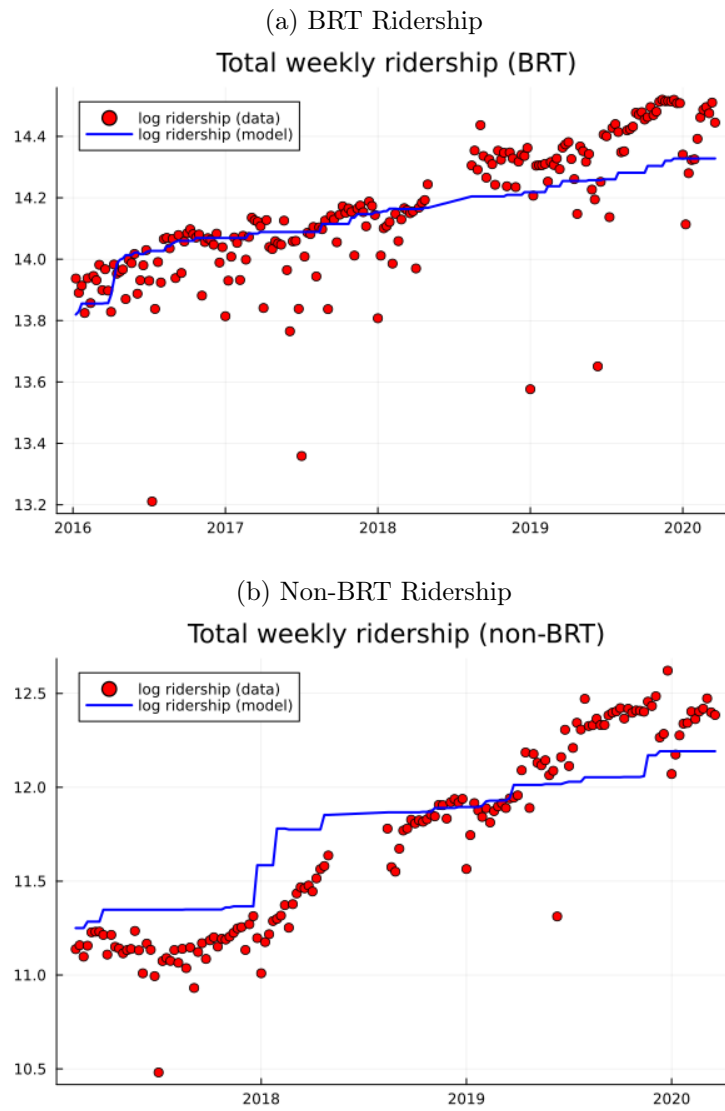 (a) BRT Ridership
Total weekly ridership (BRT)
log ridership (data)
log ridership (model)
14.4
14.2
14.0
13.8
13.6
13.4
13.2
2016 2017 2018 2019 2020
(b) Non-BRT Ridership
Total weekly ridership (non-BRT)
log ridership (data)
log ridership (model)
12.5
12.0
11.5
11.0
10.5
2018 2019 2020